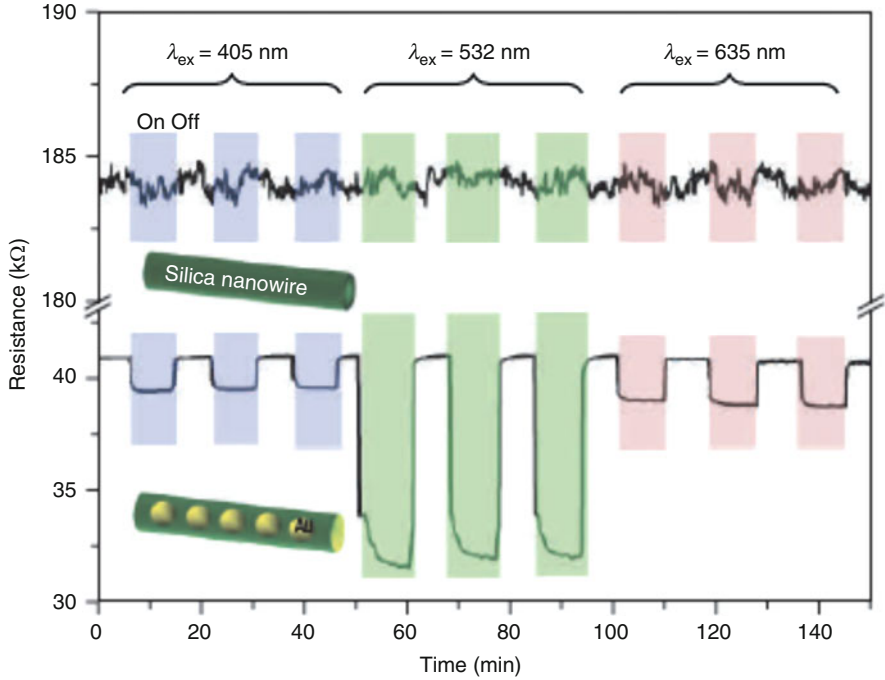 190
λex = 405 nm
λex = 532 nm
λex = 635 nm
On Off
185
Silica nanowire
180
Resistance (kΩ)
40
35
Au
30
0 20 40 60 80 100 120 140
Time (min)